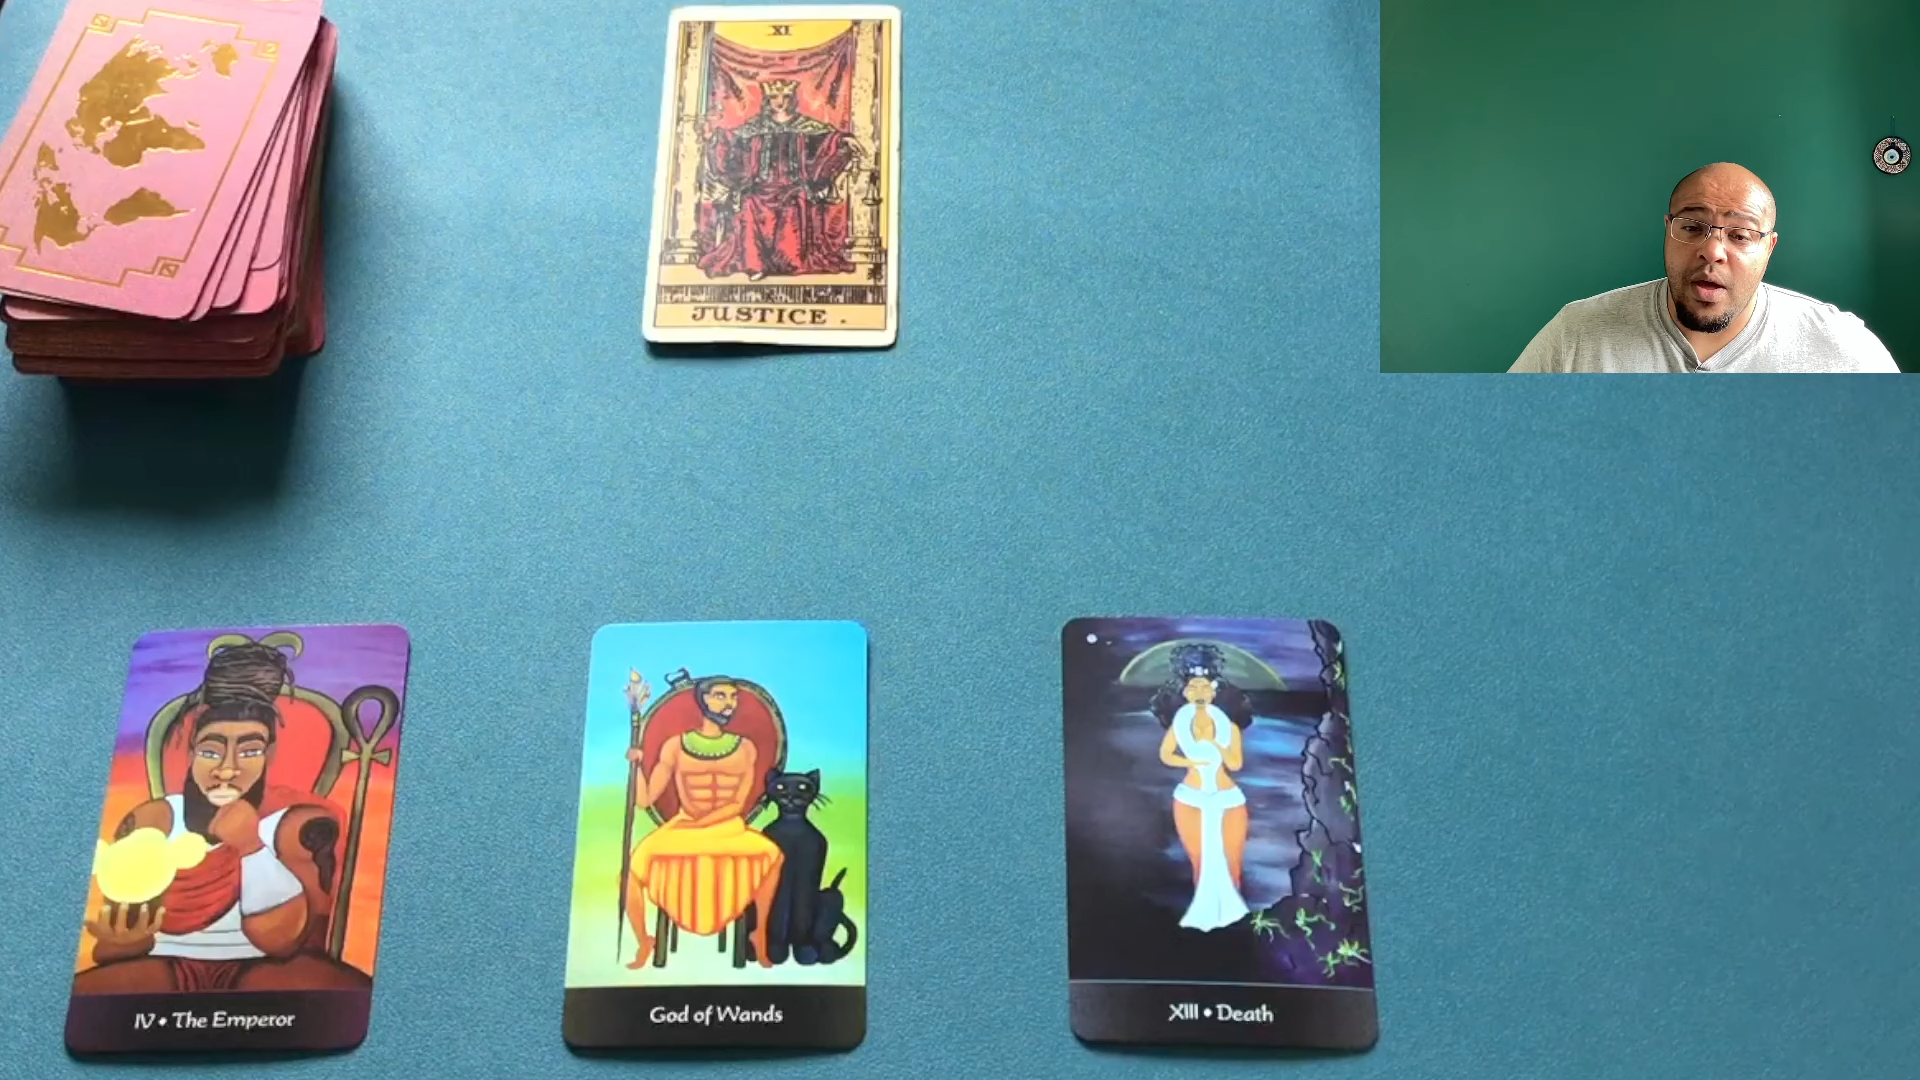 XI
JUSTICE.
IV • The Emperor
God of Wands
XIII • Death